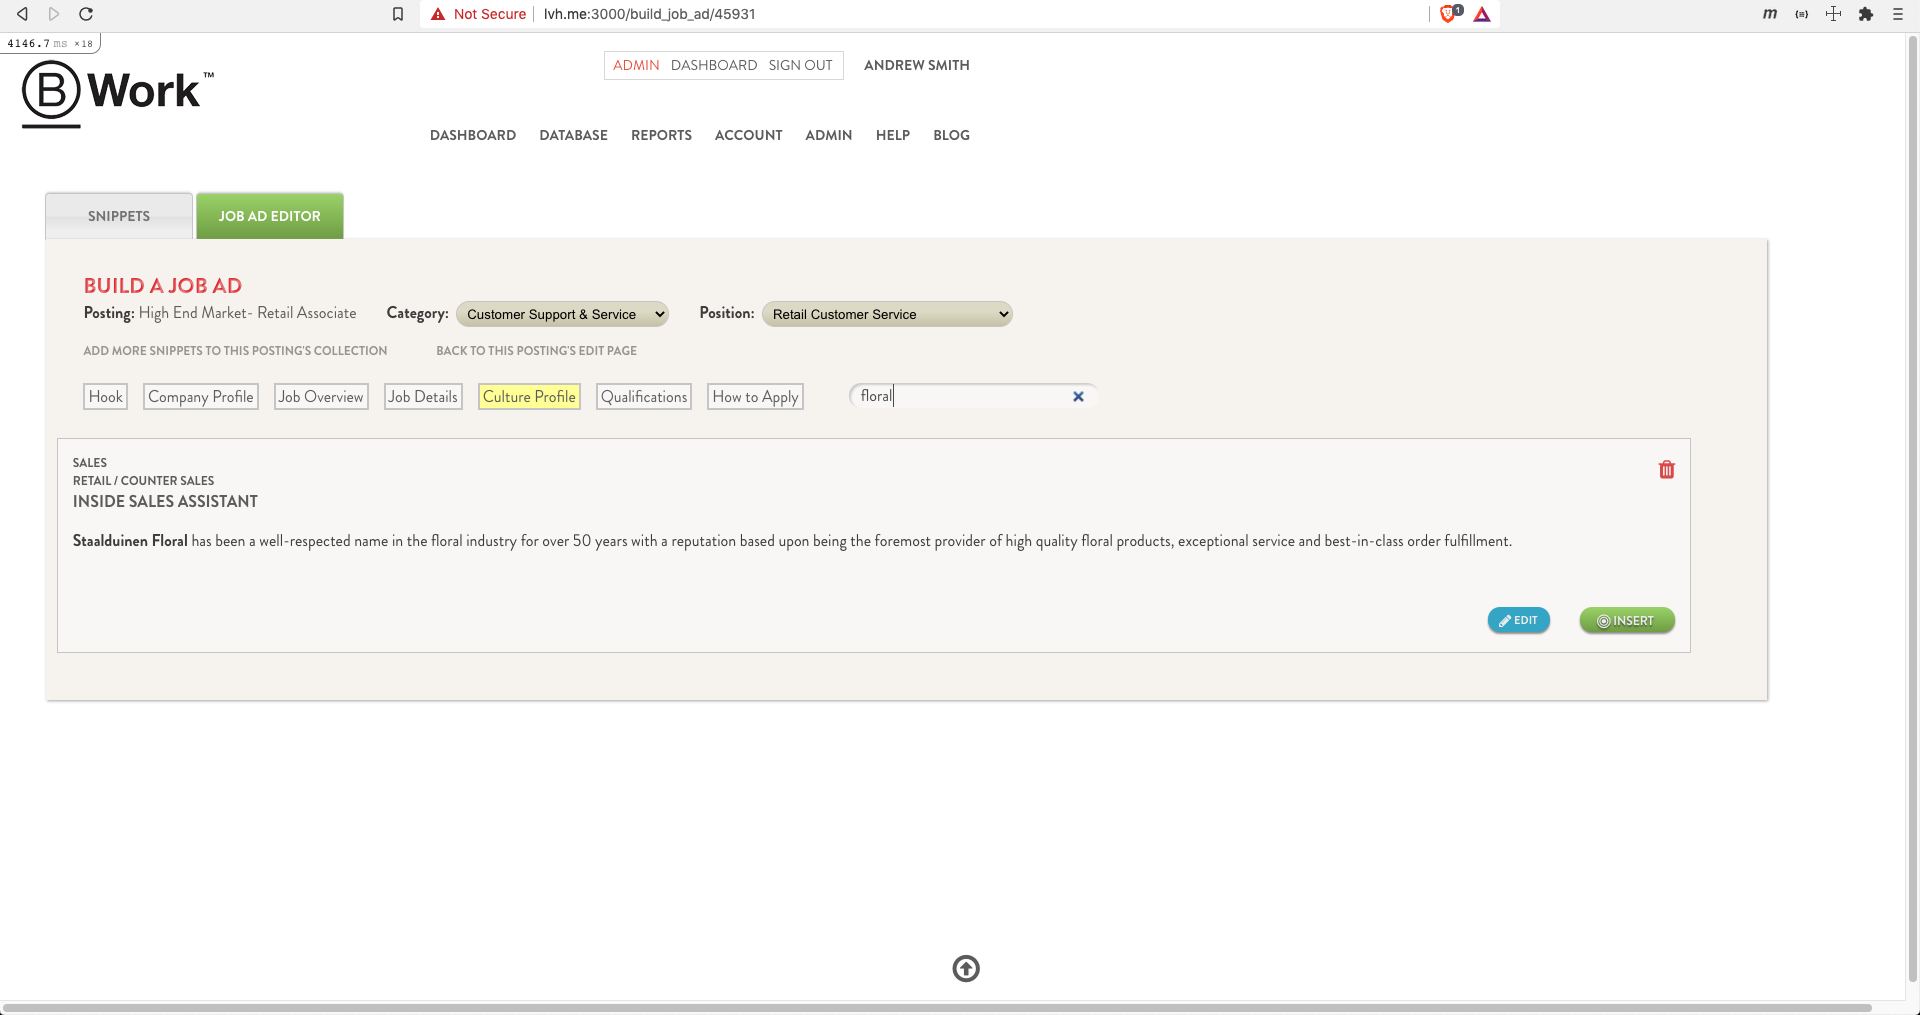 Not Secure lvh.me:3000/build_job_ad/45931 1
4146.7 ms ×18
B Work™
ADMIN DASHBOARD SIGN OUT ANDREW SMITH
DASHBOARD DATABASE REPORTS ACCOUNT ADMIN HELP BLOG
SNIPPETS JOB AD EDITOR
BUILD A JOB AD
Posting: High End Market- Retail Associate Category: Customer Support & Service Position: Retail Customer Service
ADD MORE SNIPPETS TO THIS POSTING'S COLLECTION BACK TO THIS POSTING'S EDIT PAGE
Hook Company Profile Job Overview Job Details Culture Profile Qualifications How to Apply floral
SALES
RETAIL / COUNTER SALES
INSIDE SALES ASSISTANT
Staalduinen Floral has been a well-respected name in the floral industry for over 50 years with a reputation based upon being the foremost provider of high quality floral products, exceptional service and best-in-class order fulfillment.
EDIT INSERT